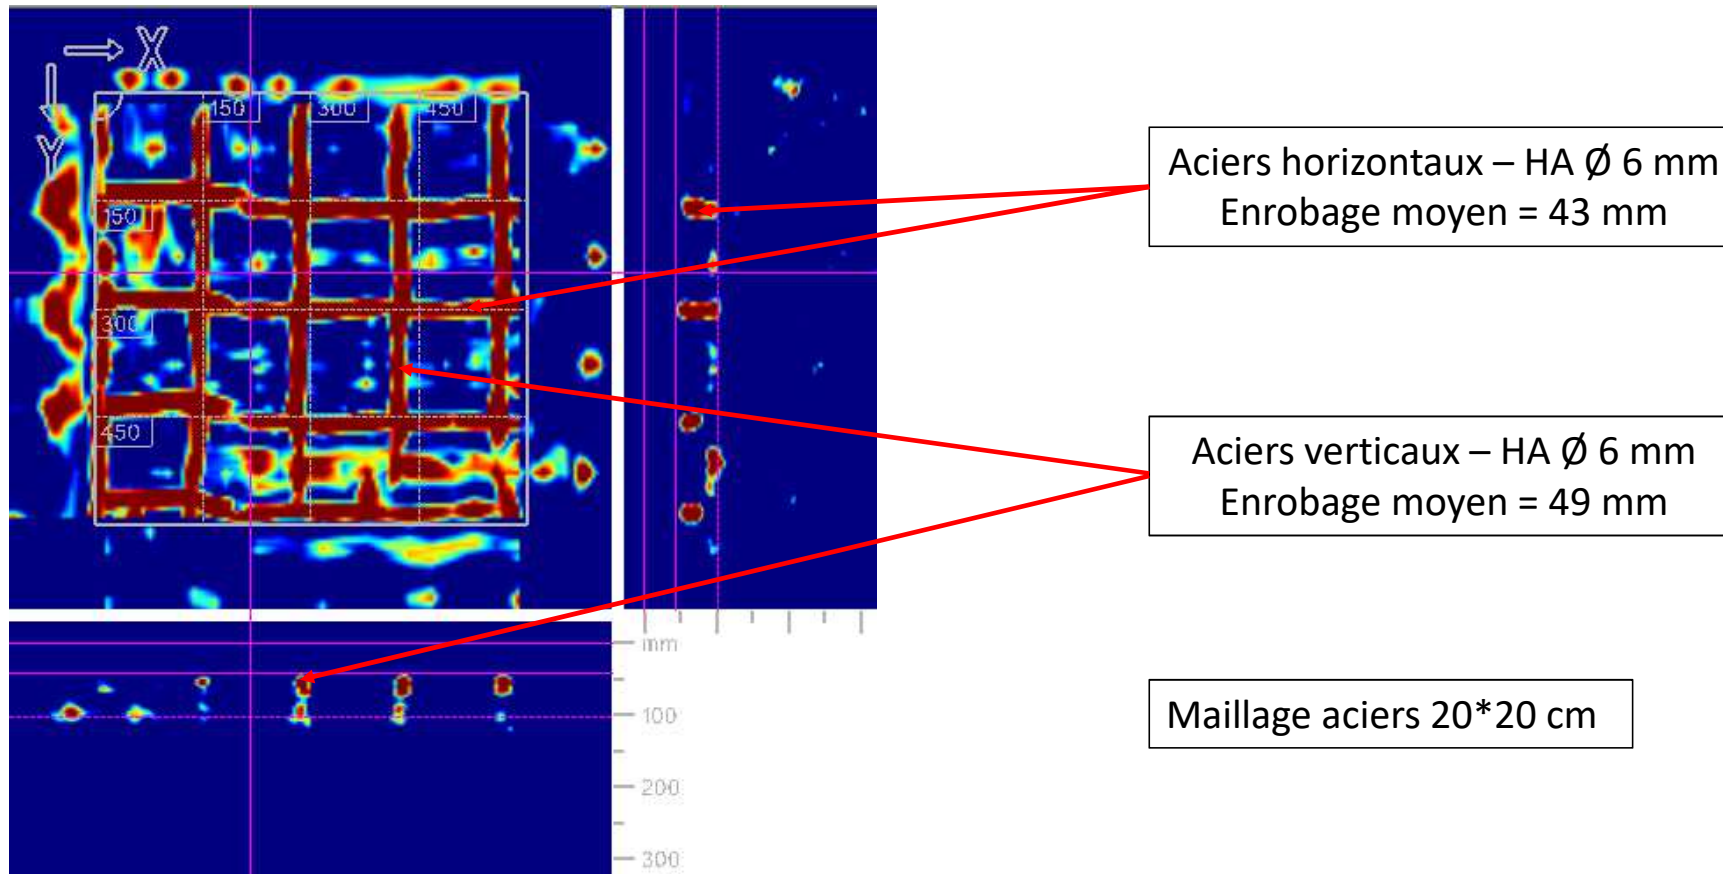 X
Y
150
300
450
150
300
450
mm
100
200
300
Aciers horizontaux – HA Ø 6 mm
Enrobage moyen = 43 mm
Aciers verticaux – HA Ø 6 mm
Enrobage moyen = 49 mm
Maillage aciers 20*20 cm